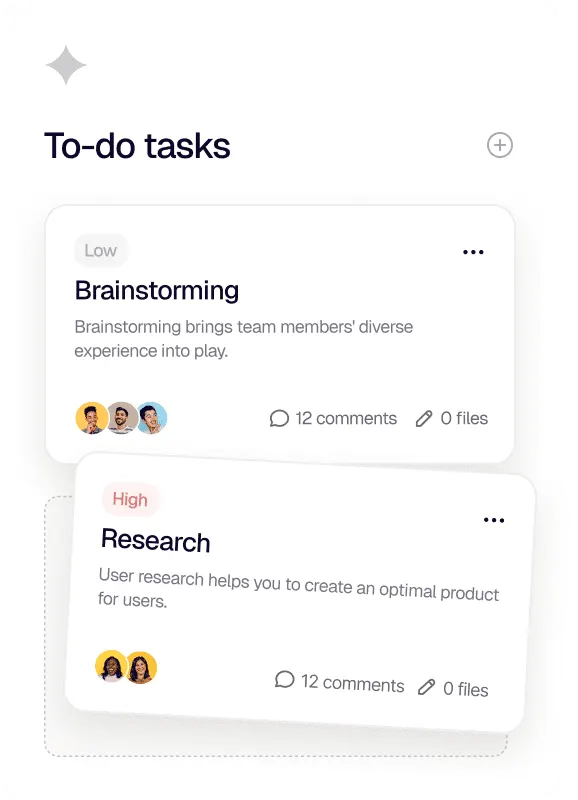 To-do tasks
Low
Brainstorming
Brainstorming brings team members' diverse
experience into play.
12 comments 0 files
High
Research
User research helps you to create an optimal product
for users.
12 comments 0 files